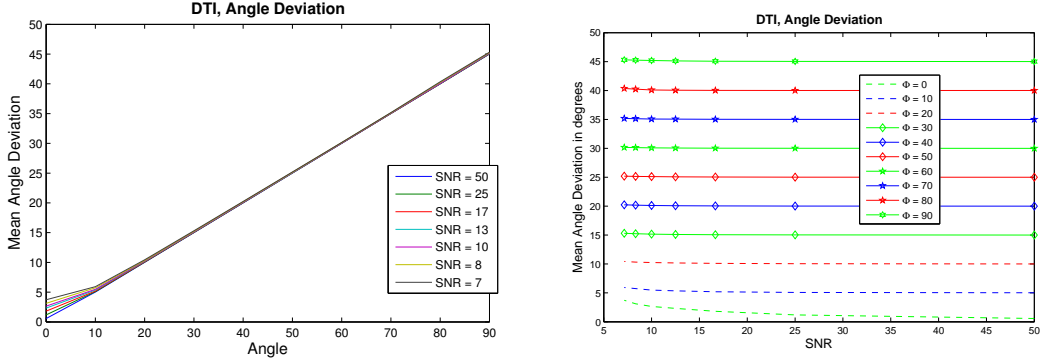 DTI, Angle Deviation
50
45
40
35
30
25
20
15
10
5
0
Mean Angle Deviation
0 10 20 30 40 50 60 70 80 90
Angle
SNR = 50
SNR = 25
SNR = 17
SNR = 13
SNR = 10
SNR = 8
SNR = 7
DTI, Angle Deviation
50
45
40
35
30
25
20
15
10
5
0
Mean Angle Deviation in degrees
5 10 15 20 25 30 35 40 45 50
SNR
Φ = 0
Φ = 10
Φ = 20
Φ = 30
Φ = 40
Φ = 50
Φ = 60
Φ = 70
Φ = 80
Φ = 90